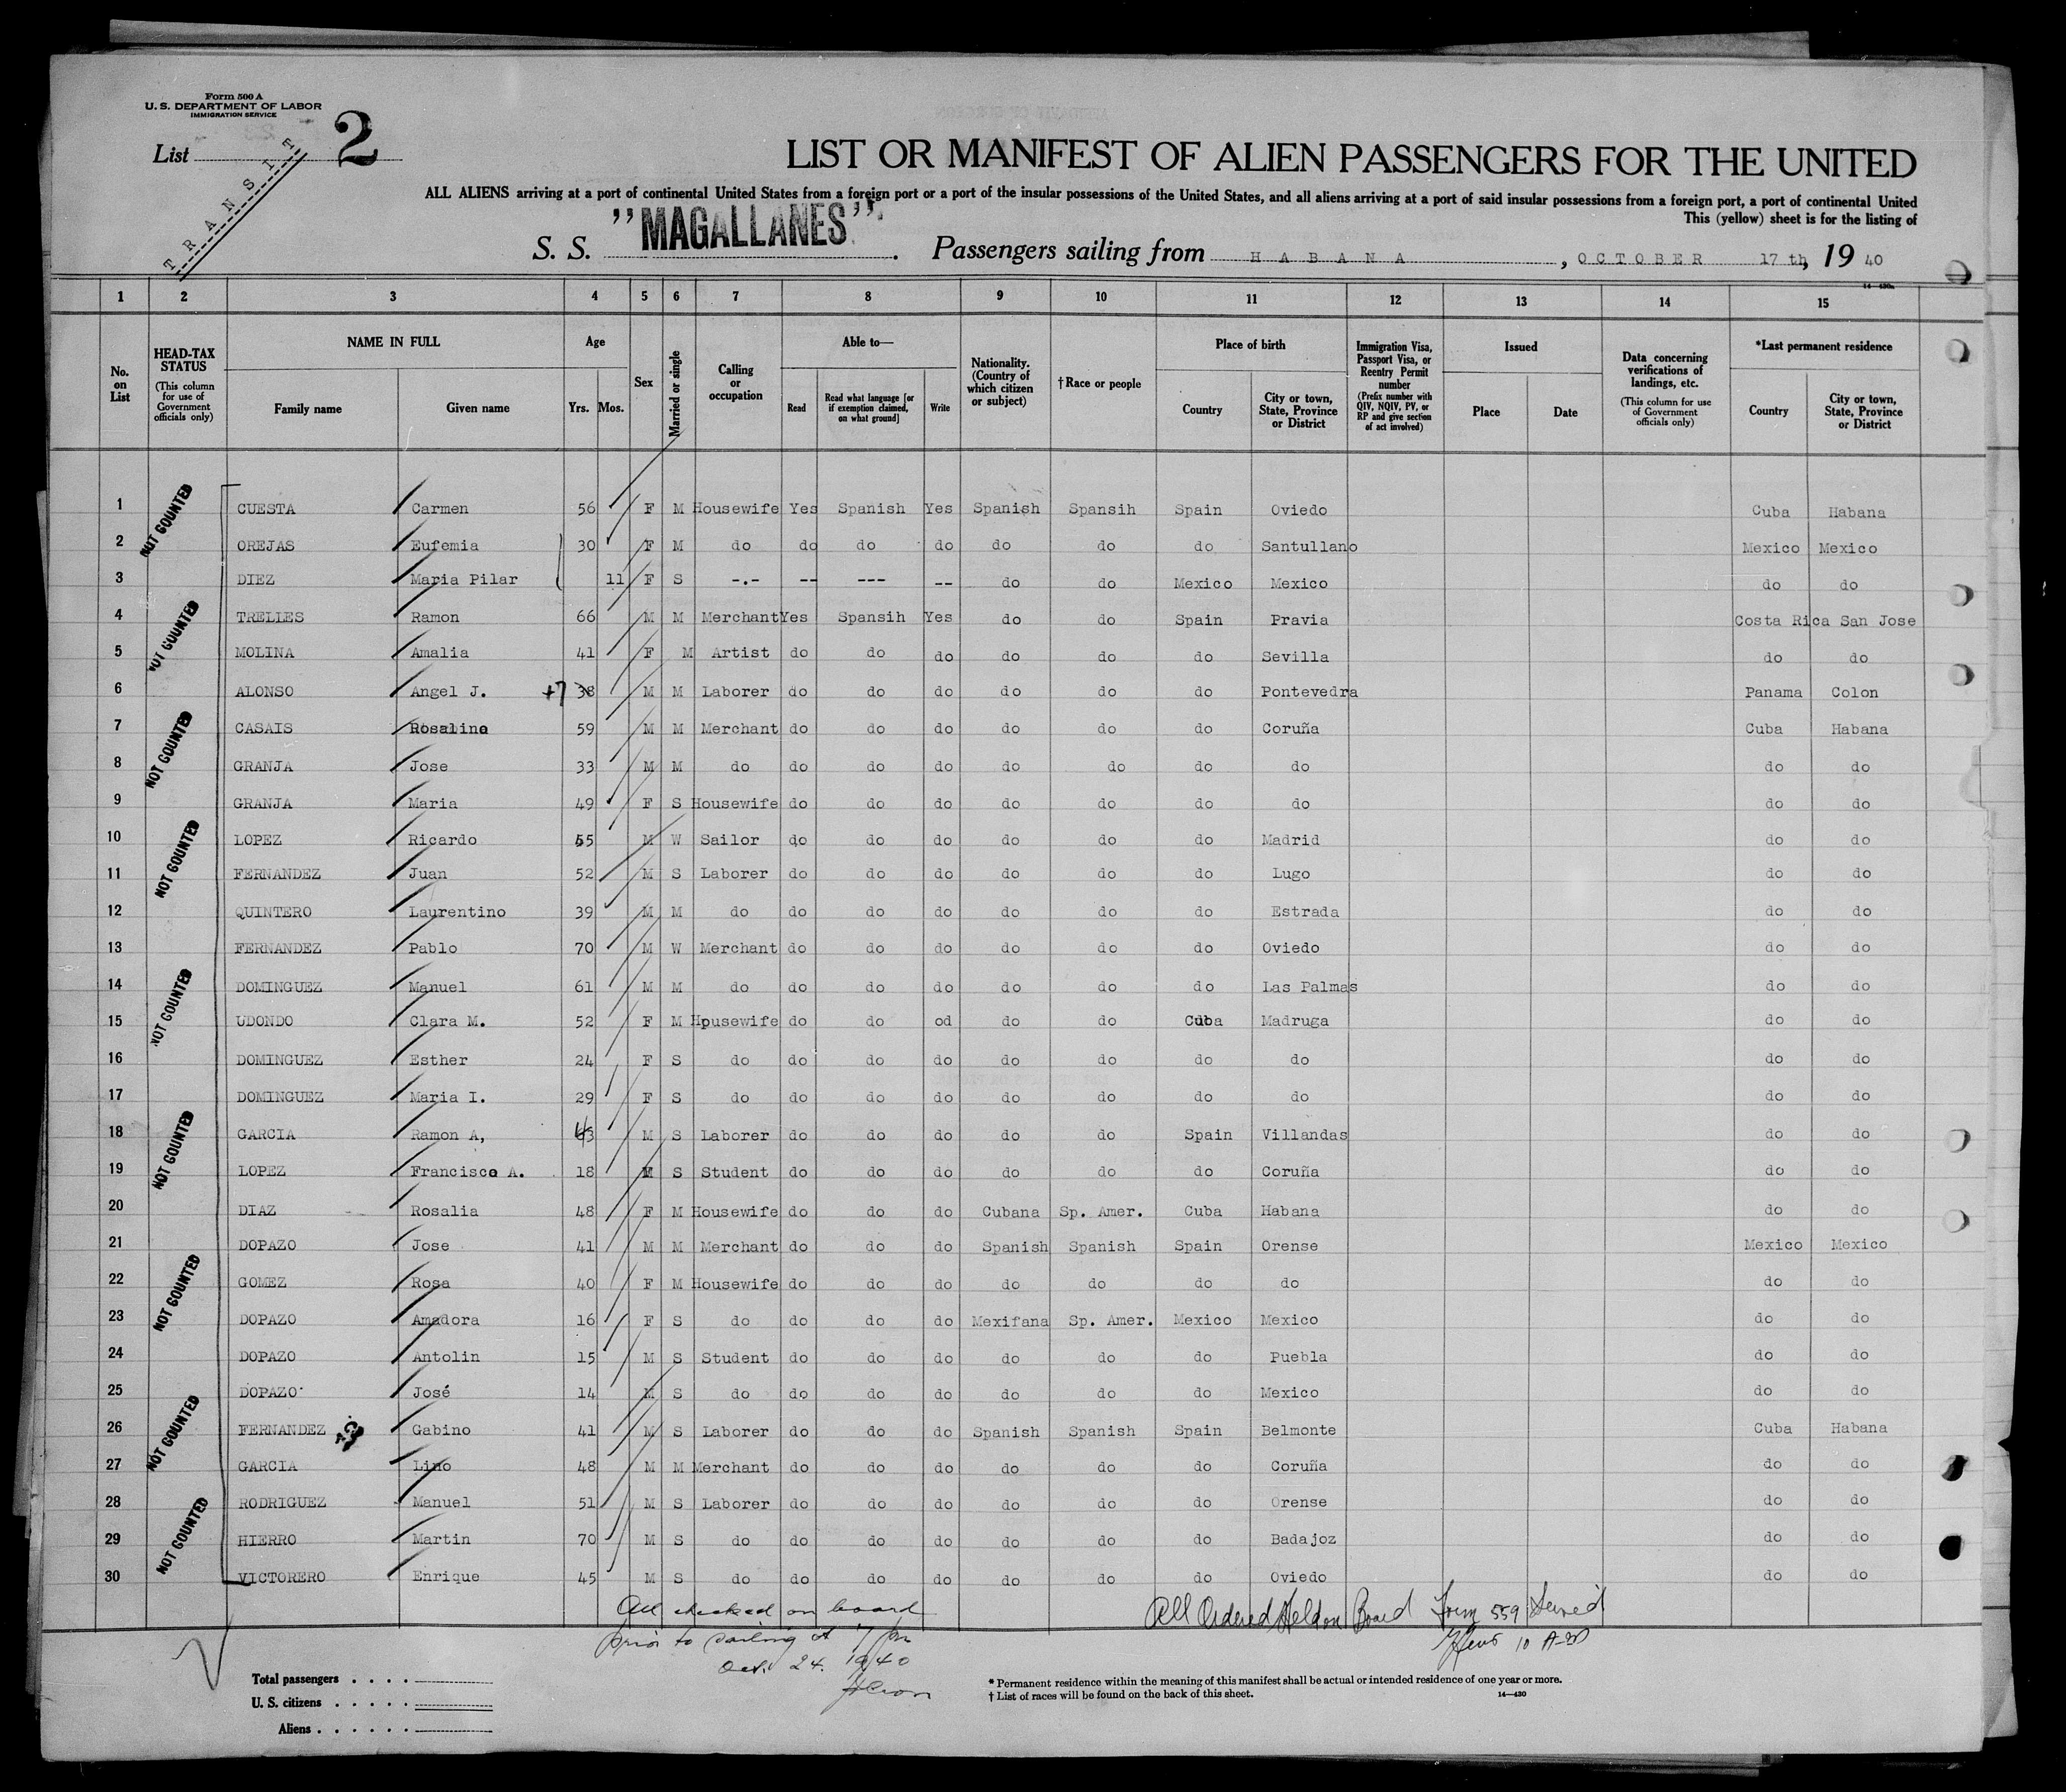 Form 500 A
U. S. DEPARTMENT OF LABOR
IMMIGRATION SERVICE
List 2
TRANSIT
LIST OR MANIFEST OF ALIEN PASSENGERS FOR THE UNITED
ALL ALIENS arriving at a port of continental United States from a foreign port or a port of the insular possessions of the United States, and all aliens arriving at a port of said insular possessions from a foreign port, a port of continental United
This (yellow) sheet is for the listing of
S. S. "MAGALLANES". Passengers sailing from HABANA, OCTOBER 17 th, 19 40
14—430a
1 2 3 4 5 6 7 8 9 10 11 12 13 14 15
No. on List
HEAD-TAX STATUS (This column for use of Government officials only)
NAME IN FULL Family name Given name
Age Yrs. Mos.
Sex
Married or single
Calling or occupation
Able to— Read Read what language [or if exemption claimed, on what ground] Write
Nationality. (Country of which citizen or subject)
†Race or people
Place of birth Country City or town, State, Province or District
Immigration Visa, Passport Visa, or Reentry Permit number (Prefix number with QIV, NQIV, PV, or RP and give section of act involved)
Issued Place Date
Data concerning verifications of landings, etc. (This column for use of Government officials only)
*Last permanent residence Country City or town, State, Province or District
NOT COUNTED
1 CUESTA Carmen 56 F M Housewife Yes Spanish Yes Spanish Spansih Spain Oviedo Cuba Habana
2 OREJAS Eufemia 30 F M do do do do do do do Santullano Mexico Mexico
3 DIEZ Maria Pilar 11 F S -.- -- --- -- do do Mexico Mexico do do
NOT COUNTED
4 TRELLES Ramon 66 M M Merchant Yes Spansih Yes do do Spain Pravia Costa Rica San Jose
5 MOLINA Amalia 41 F M Artist do do do do do do Sevilla do do
6 ALONSO Angel J. +7 38 M M Laborer do do do do do do Pontevedra Panama Colon
NOT COUNTED
7 CASAIS Rosalino 59 M M Merchant do do do do do do Coruña Cuba Habana
8 GRANJA Jose 33 M M do do do do do do do do do do
9 GRANJA Maria 49 F S Housewife do do do do do do do do do
NOT COUNTED
10 LOPEZ Ricardo 55 M W Sailor do do do do do do Madrid do do
11 FERNANDEZ Juan 52 M S Laborer do do do do do do Lugo do do
12 QUINTERO Laurentino 39 M M do do do do do do do Estrada do do
13 FERNANDEZ Pablo 70 M W Merchant do do do do do do Oviedo do do
NOT COUNTED
14 DOMINGUEZ Manuel 61 M M do do do do do do do Las Palmas do do
15 UDONDO Clara M. 52 F M Hpusewife do do od do do Cuba Madruga do do
16 DOMINGUEZ Esther 24 F S do do do do do do do do do do
17 DOMINGUEZ Maria I. 29 F S do do do do do do do do do do
NOT COUNTED
18 GARCIA Ramon A, 43 M S Laborer do do do do do Spain Villandas do do
19 LOPEZ Francisco A. 18 M S Student do do do do do do Coruña do do
20 DIAZ Rosalia 48 F M Housewife do do do Cubana Sp. Amer. Cuba Habana do do
21 DOPAZO Jose 41 M M Merchant do do do Spanish Spanish Spain Orense Mexico Mexico
NOT COUNTED
22 GOMEZ Rosa 40 F M Housewife do do do do do do do do do
23 DOPAZO Amadora 16 F S do do do do Mexifana Sp. Amer. Mexico Mexico do do
24 DOPAZO Antolin 15 M S Student do do do do do do Puebla do do
25 DOPAZO José 14 M S do do do do do do do Mexico do do
NOT COUNTED
26 FERNANDEZ Gabino 41 M S Laborer do do do Spanish Spanish Spain Belmonte Cuba Habana
27 GARCIA Lino 48 M M Merchant do do do do do do Coruña do do
28 RODRIGUEZ Manuel 51 M S Laborer do do do do do do Orense do do
NOT COUNTED
29 HIERRO Martin 70 M S do do do do do do do Badajoz do do
30 VICTORERO Enrique 45 M S do do do do do do do Oviedo do do
All checked on board
prior to sailing at 7 pm
Oct. 24. 1940
All Ordered Held on Board Form 559 Served
Total passengers . . . .
U. S. citizens . . . . .
Aliens . . . . . .
* Permanent residence within the meaning of this manifest shall be actual or intended residence of one year or more.
† List of races will be found on the back of this sheet. 14—430